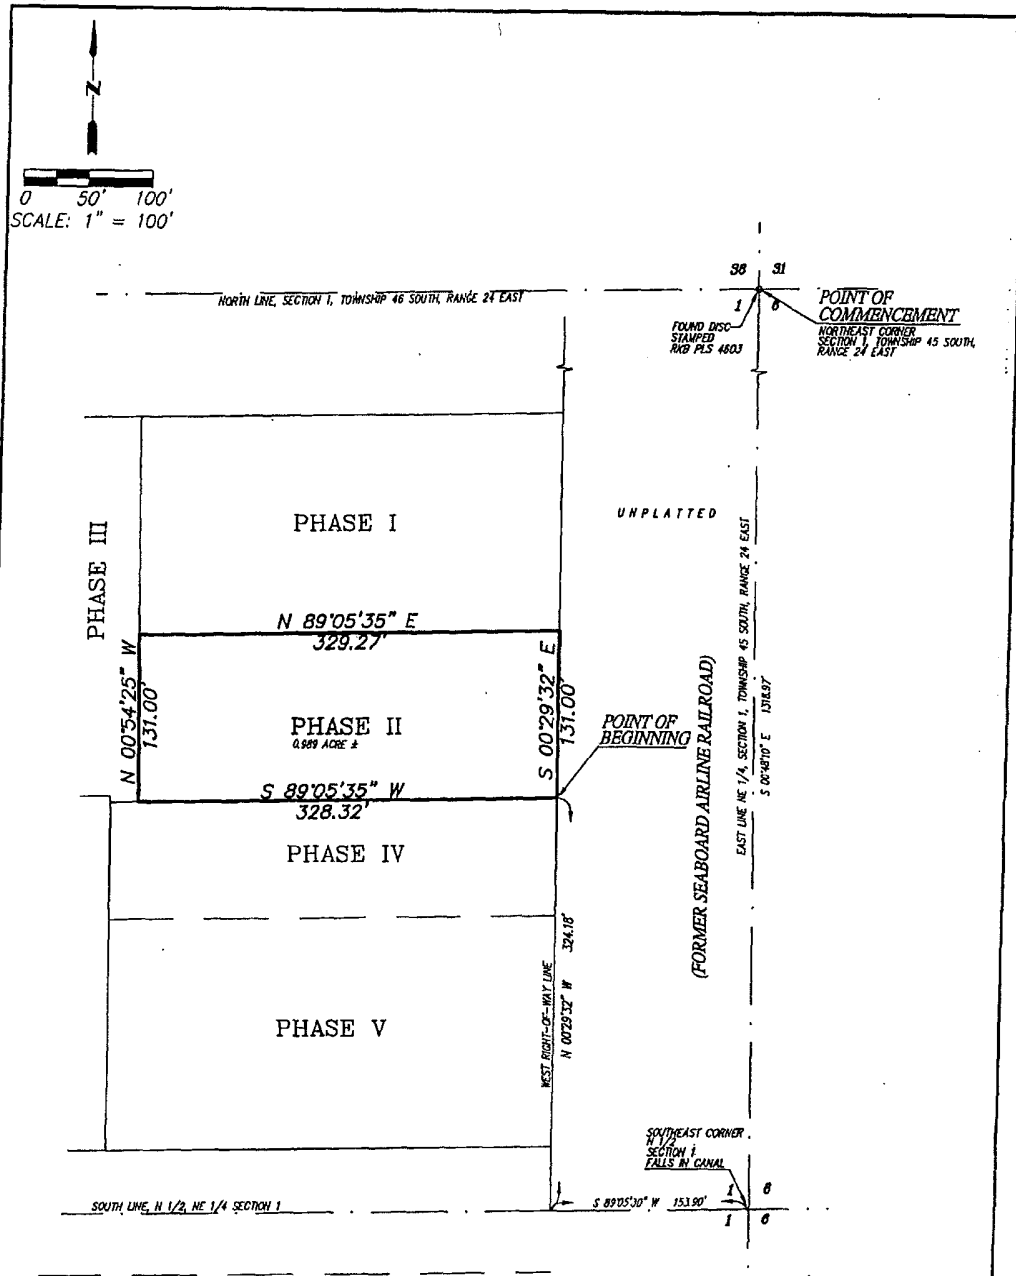 N
0 50' 100'
SCALE: 1" = 100'
36 31
1 6
NORTH LINE, SECTION 1, TOWNSHIP 46 SOUTH, RANGE 24 EAST
POINT OF
COMMENCEMENT
NORTHEAST CORNER
SECTION 1, TOWNSHIP 45 SOUTH,
RANGE 24 EAST
FOUND DISC
STAMPED
RKB PLS 4603
PHASE I
UNPLATTED
PHASE III
N 89°05'35" E
329.27'
N 00°54'25" W
131.00'
PHASE II
0.989 ACRE ±
S 00°29'32" E
131.00'
POINT OF
BEGINNING
S 89°05'35" W
328.32'
(FORMER SEABOARD AIRLINE RAILROAD)
EAST LINE NE 1/4, SECTION 1, TOWNSHIP 45 SOUTH, RANGE 24 EAST
S 00°48'10" E 1318.97'
PHASE IV
PHASE V
WEST RIGHT-OF-WAY LINE
N 00°29'32" W 324.18'
SOUTHEAST CORNER
N 1/2
SECTION 1
FALLS IN CANAL
SOUTH LINE, N 1/2, NE 1/4 SECTION 1
S 89°05'30" W 153.90'
1 6
1 6